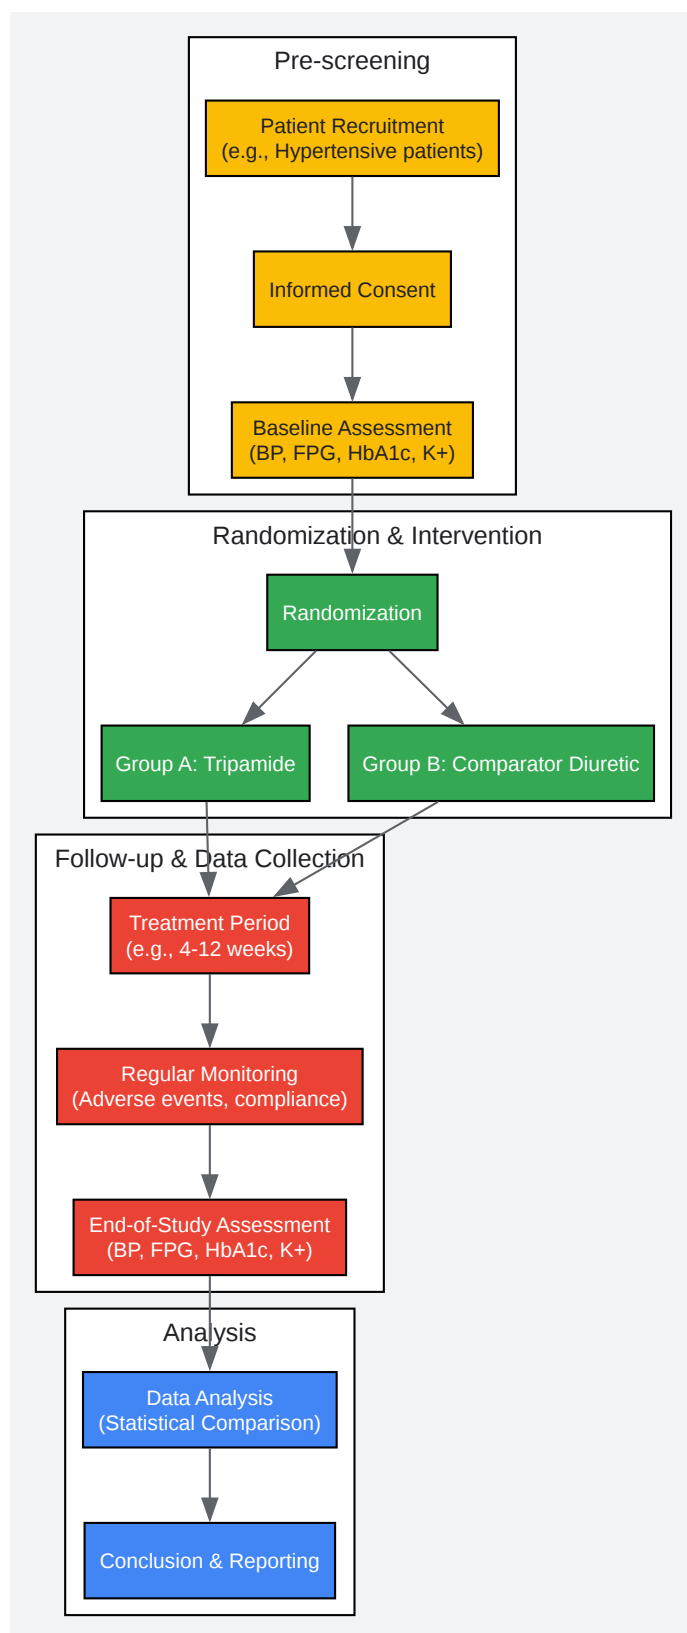 Pre-screening
Patient Recruitment
(e.g., Hypertensive patients)
Informed Consent
Baseline Assessment
(BP, FPG, HbA1c, K+)
Randomization & Intervention
Randomization
Group A: Tripamide
Group B: Comparator Diuretic
Follow-up & Data Collection
Treatment Period
(e.g., 4-12 weeks)
Regular Monitoring
(Adverse events, compliance)
End-of-Study Assessment
(BP, FPG, HbA1c, K+)
Analysis
Data Analysis
(Statistical Comparison)
Conclusion & Reporting